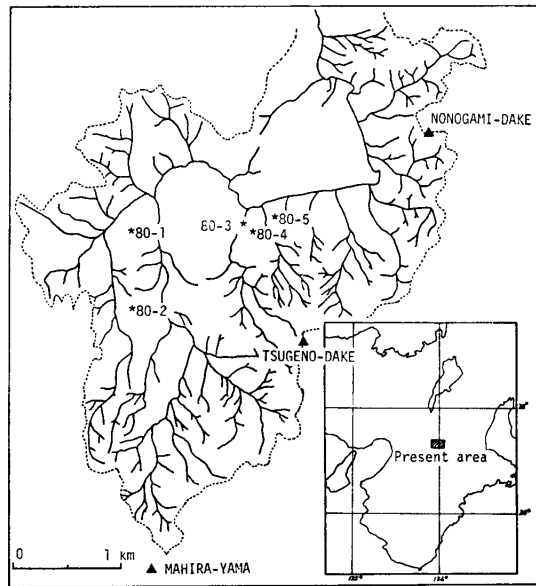 NONOGAMI-DAKE
*80-1
80-3 *
*80-5
*80-4
*80-2
TSUGENO-DAKE
Present area
0 1 km
MAHIRA-YAMA